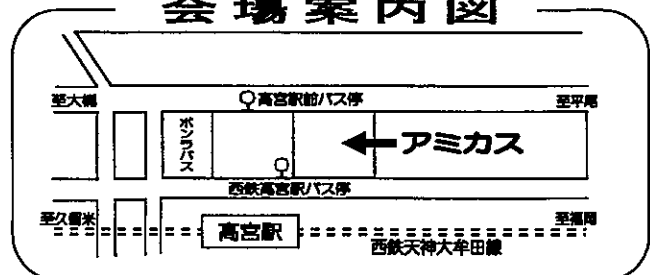 会場案内図
至大橋
高宮駅前バス停
至平尾
ボンラパス
アミカス
西鉄高宮駅バス停
至久留米
高宮駅
至福岡
西鉄天神大牟田線